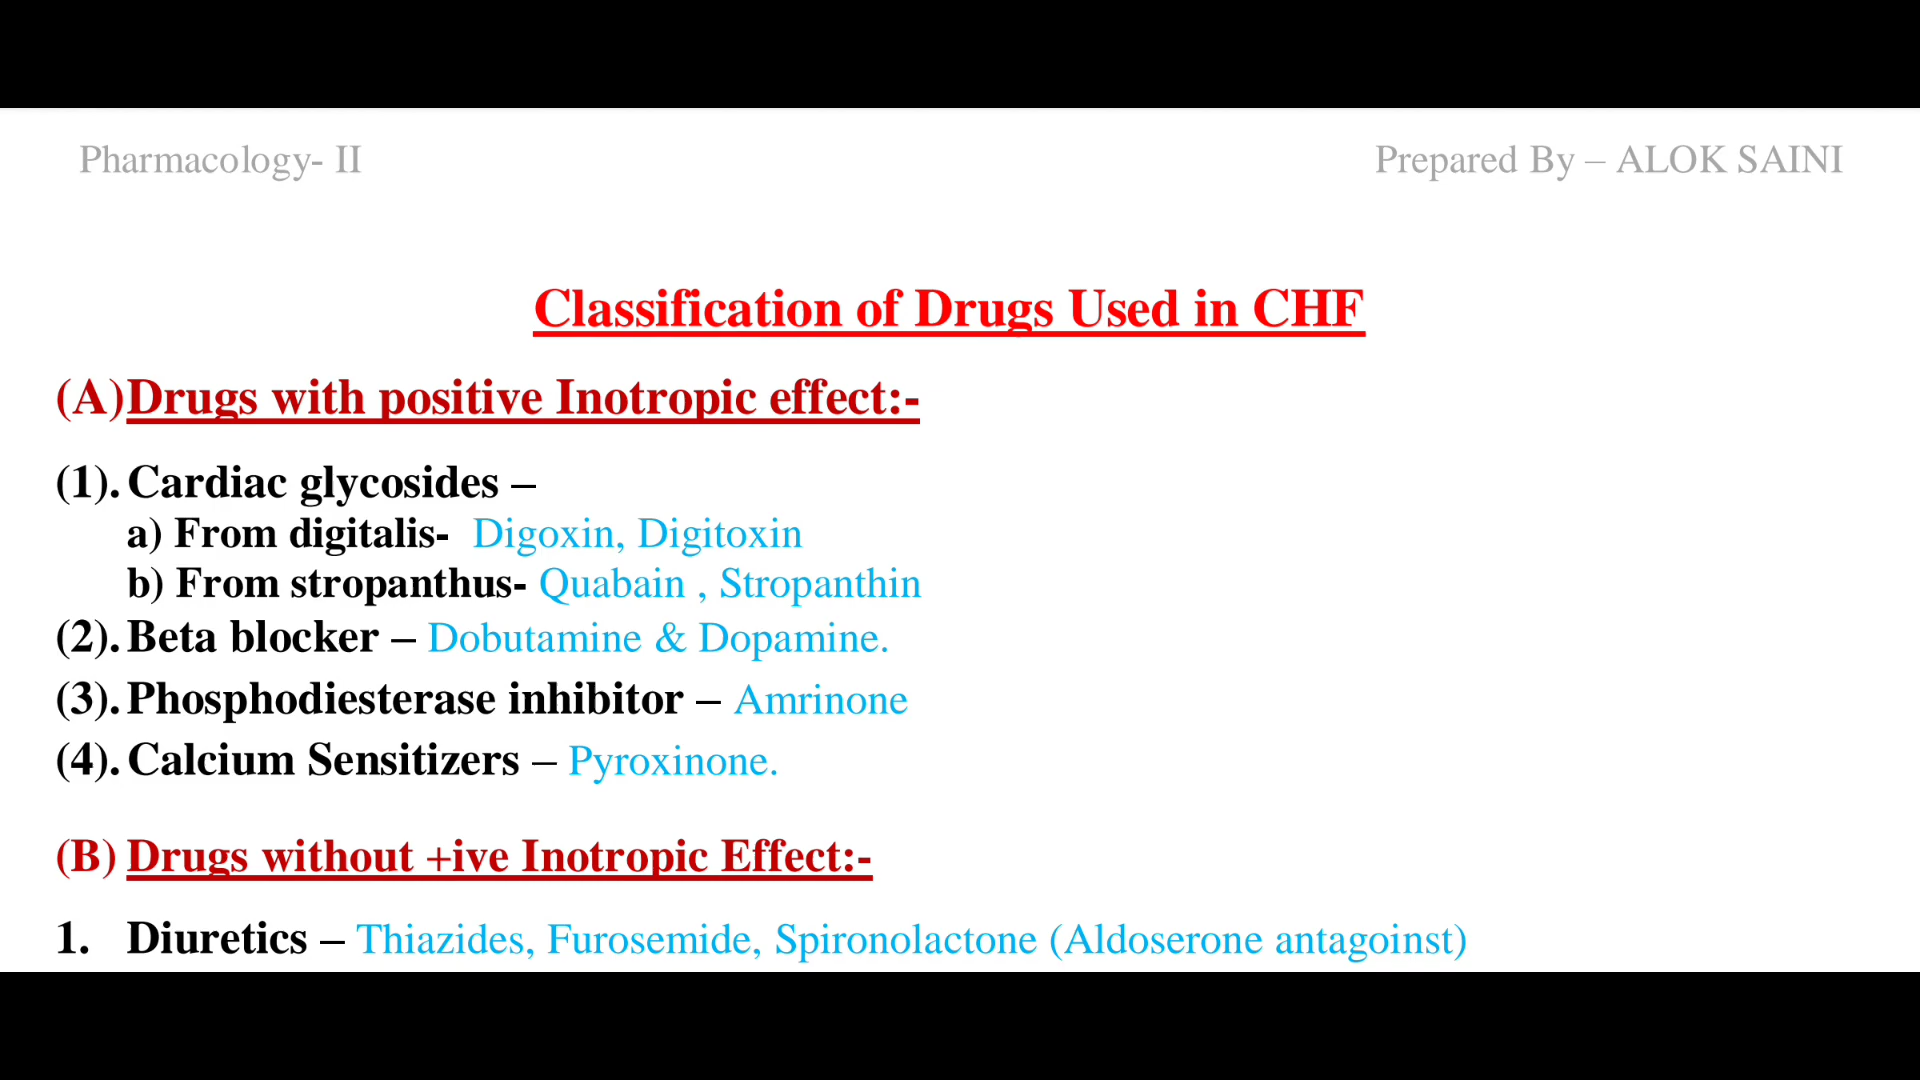 Pharmacology- II
Prepared By – ALOK SAINI
Classification of Drugs Used in CHF
(A)Drugs with positive Inotropic effect:-
(1). Cardiac glycosides –
a) From digitalis- Digoxin, Digitoxin
b) From stropanthus- Quabain , Stropanthin
(2). Beta blocker – Dobutamine & Dopamine.
(3). Phosphodiesterase inhibitor – Amrinone
(4). Calcium Sensitizers – Pyroxinone.
(B) Drugs without +ive Inotropic Effect:-
1. Diuretics – Thiazides, Furosemide, Spironolactone (Aldoserone antagoinst)